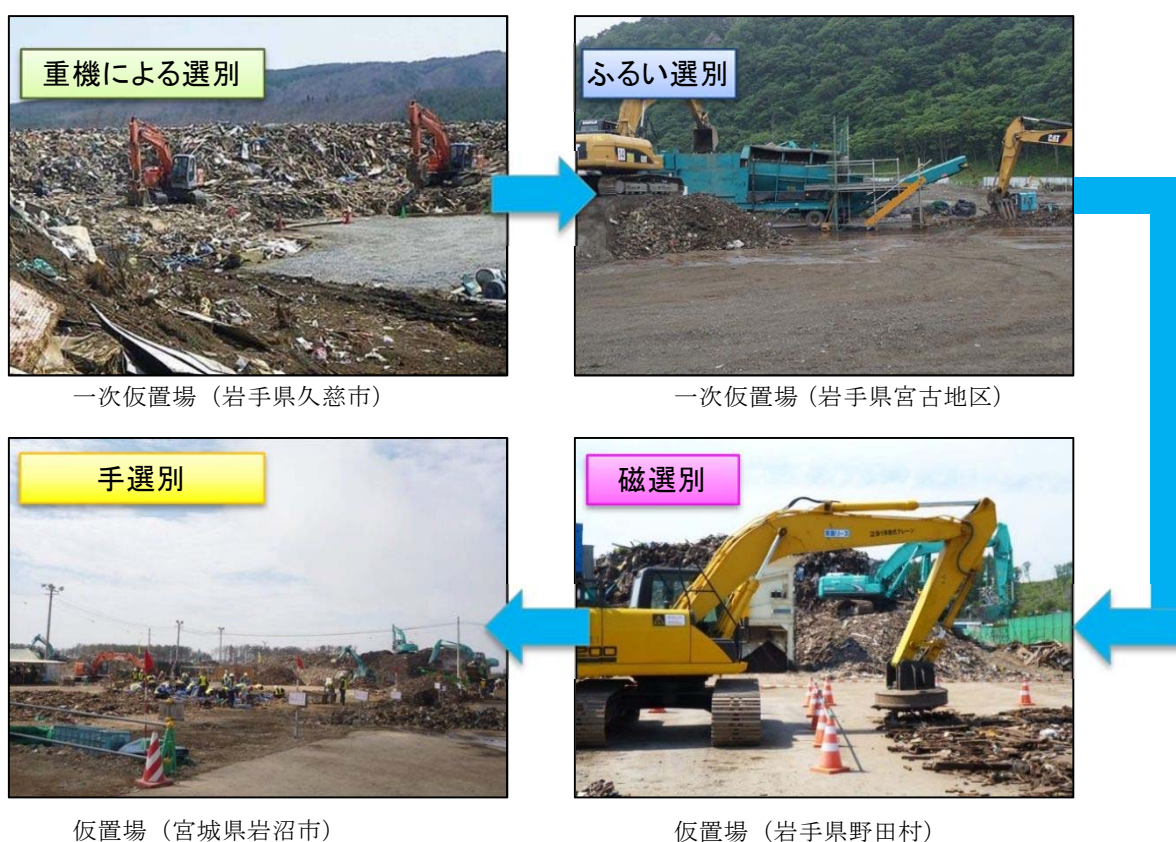 重機による選別
ふるい選別
CAT
一次仮置場（岩手県久慈市）
一次仮置場（岩手県宮古地区）
手選別
磁選別
200
仮置場（宮城県岩沼市）
仮置場（岩手県野田村）